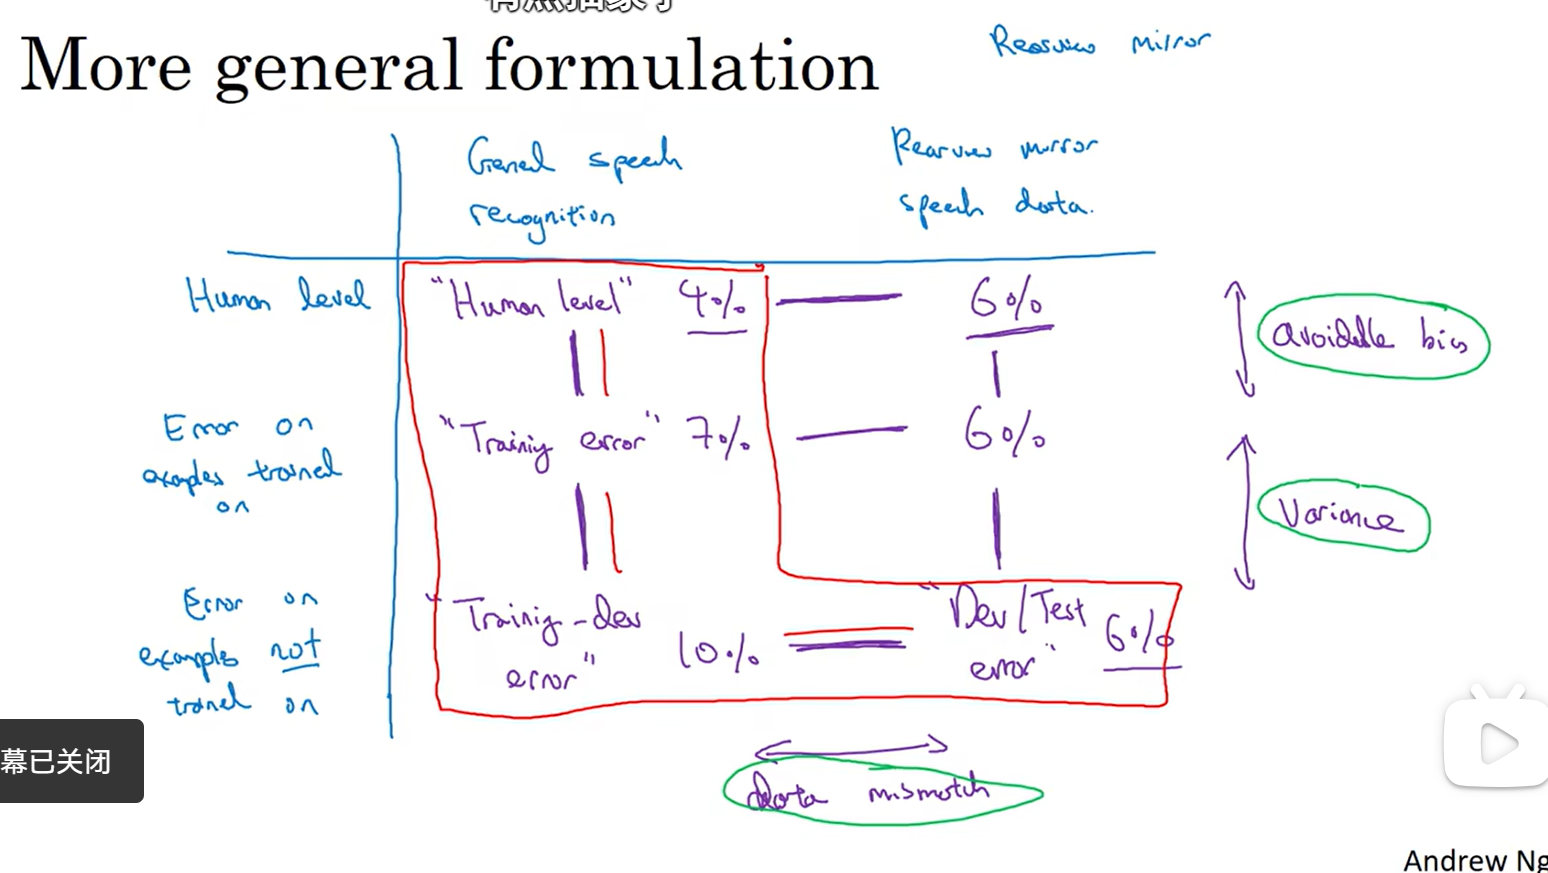 More general formulation
Rearview mirror
General speech
recognition
Rearview mirror
speech data.
Human level
"Human level" 4%
6%
avoidable bias
Error on
examples trained
on
"Training error" 7%
6%
Variance
Error on
examples not
trained on
"Training-dev
error"
10%
"Dev/Test
error"
6%
data mismatch
幕已关闭
Andrew Ng